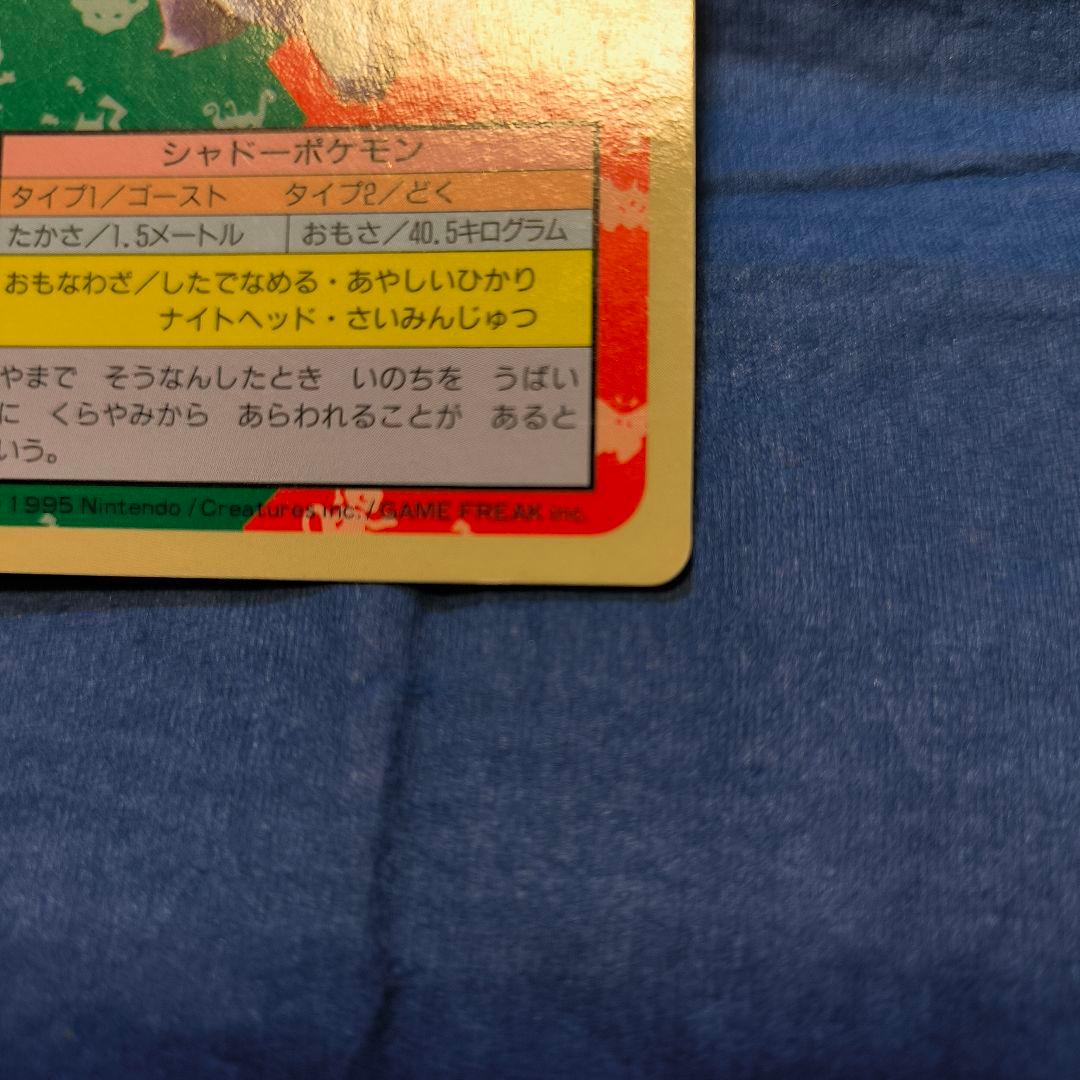 シャドーポケモン
タイプ1/ゴースト タイプ2/どく
たかさ/1.5メートル おもさ/40.5キログラム
おもなわざ/したでなめる・あやしいひかり
ナイトヘッド・さいみんじゅつ
やまで そうなんしたとき いのちを うばい
に くらやみから あらわれることが あると
いう。
1995 Nintendo /Creatures inc. / GAME FREAK inc.